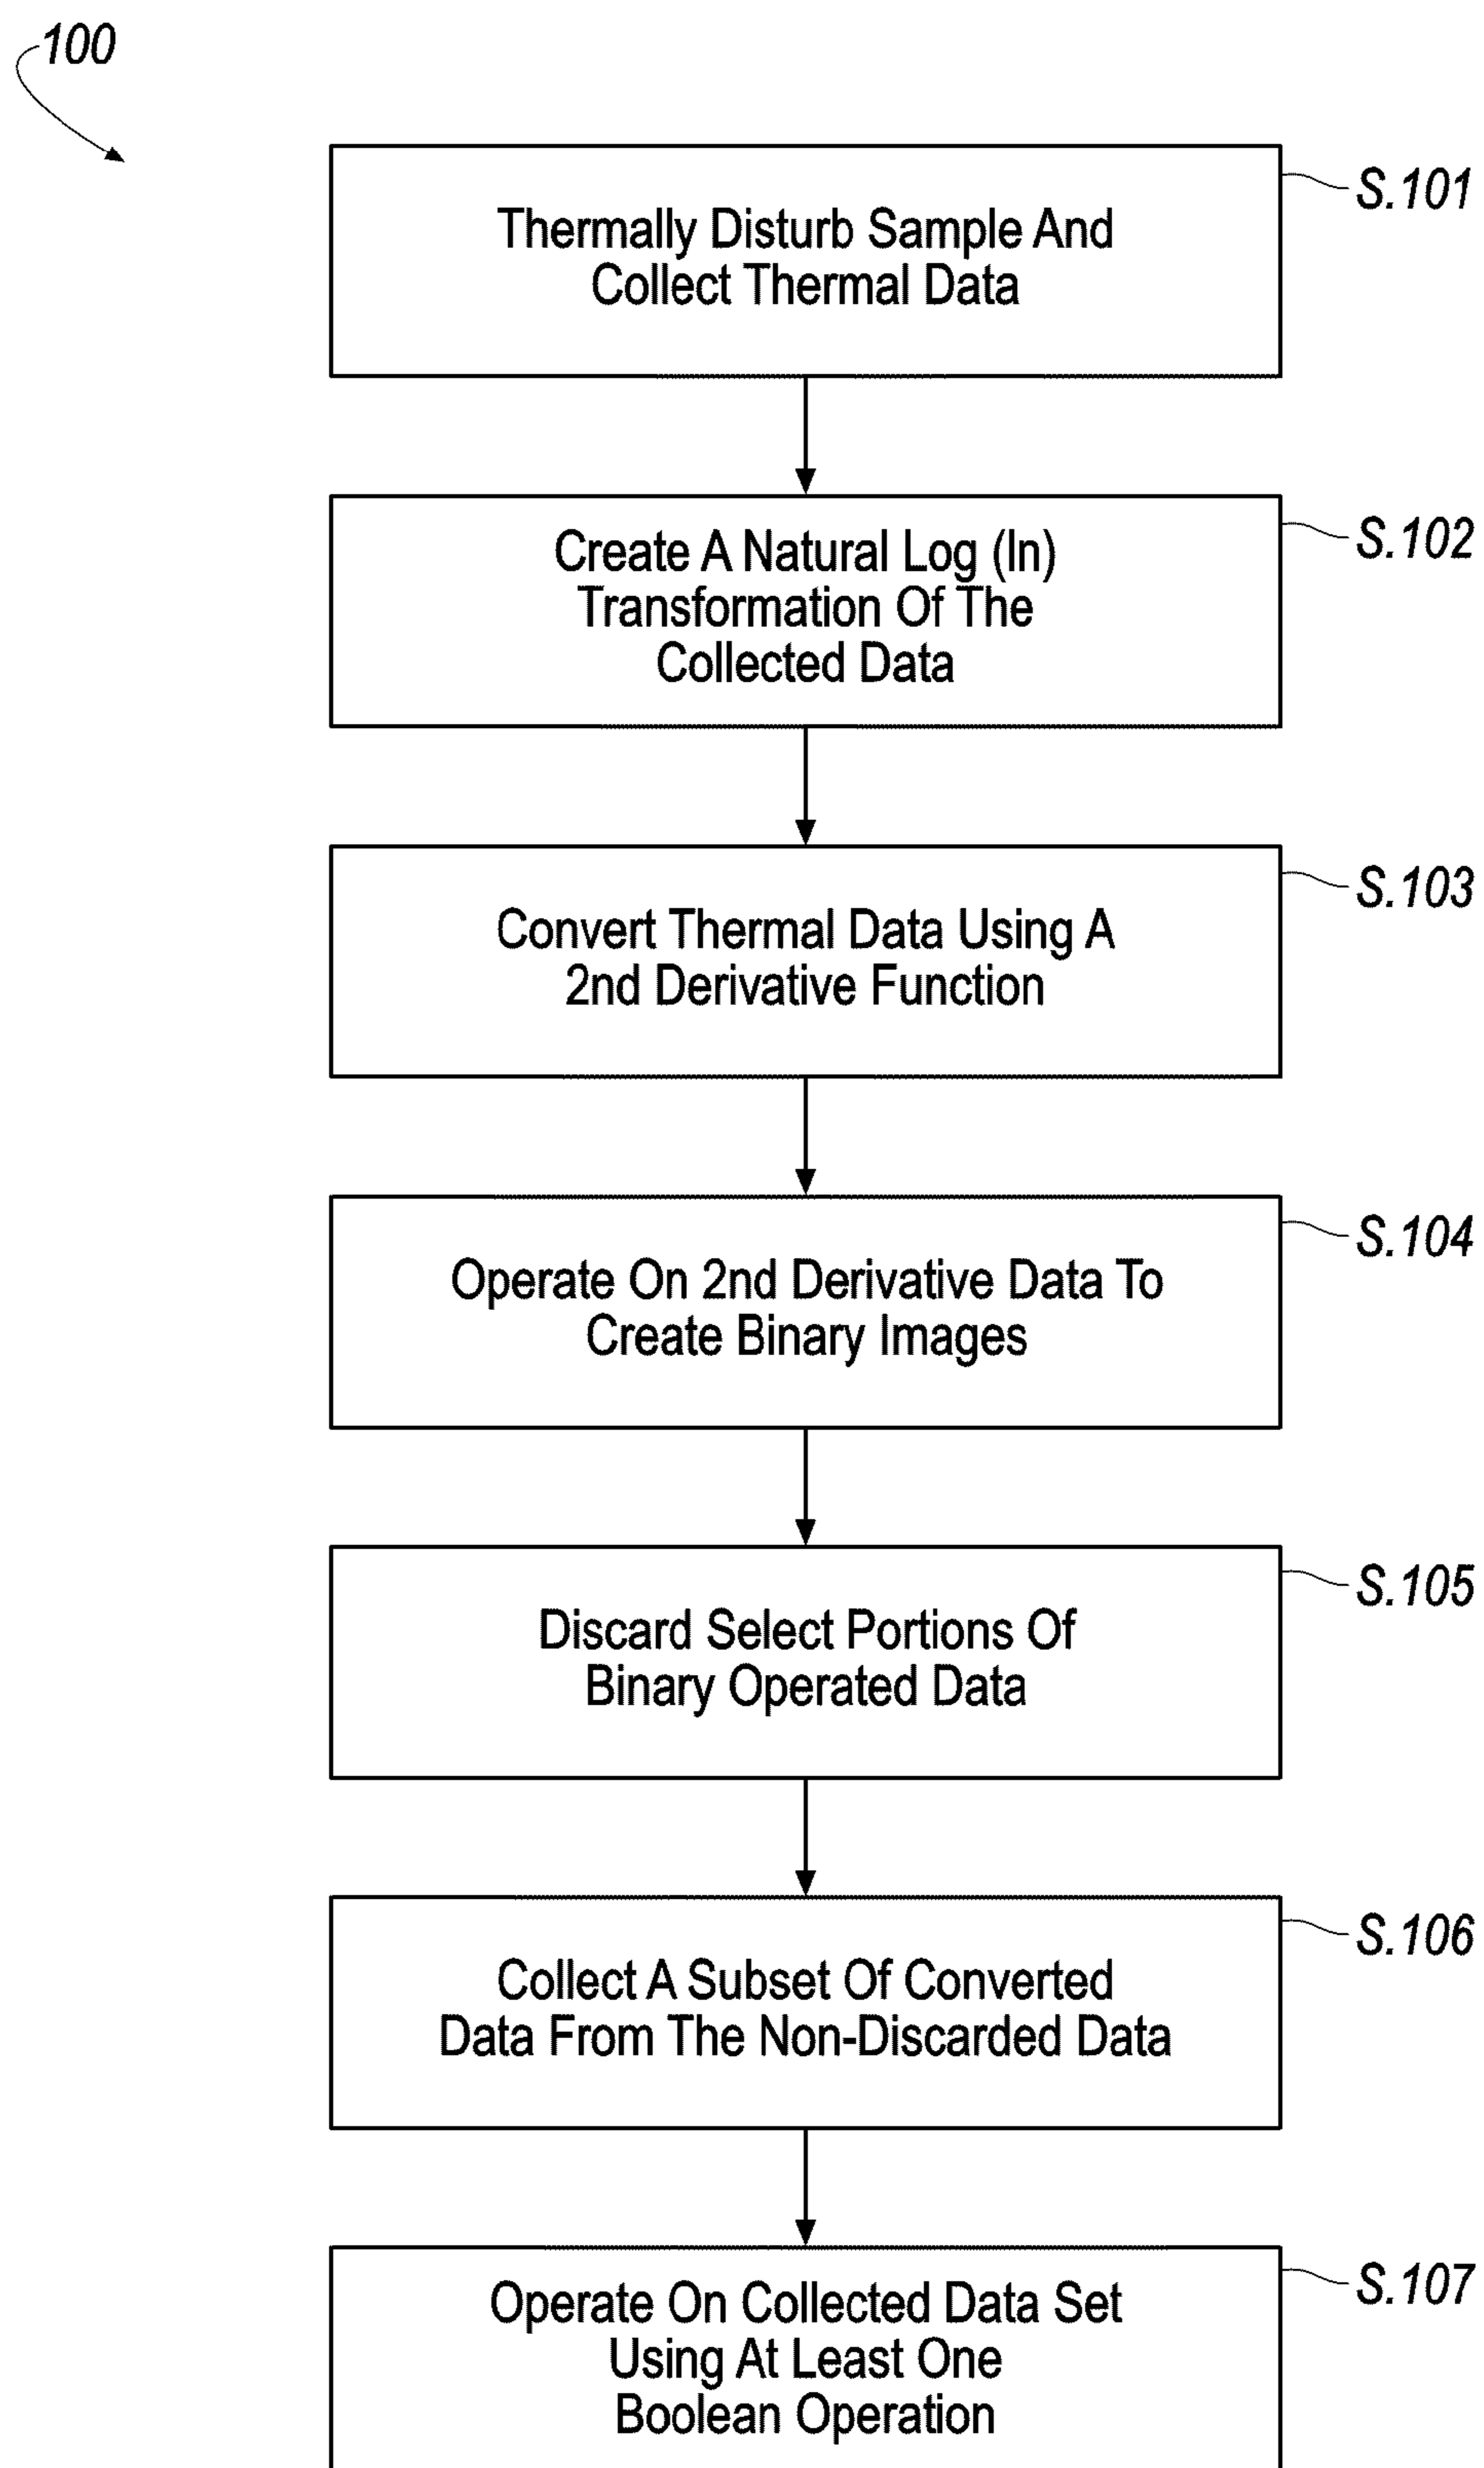 100
S.101
Thermally Disturb Sample And
Collect Thermal Data
S.102
Create A Natural Log (ln)
Transformation Of The
Collected Data
S.103
Convert Thermal Data Using A
2nd Derivative Function
S.104
Operate On 2nd Derivative Data To
Create Binary Images
S.105
Discard Select Portions Of
Binary Operated Data
S.106
Collect A Subset Of Converted
Data From The Non-Discarded Data
S.107
Operate On Collected Data Set
Using At Least One
Boolean Operation